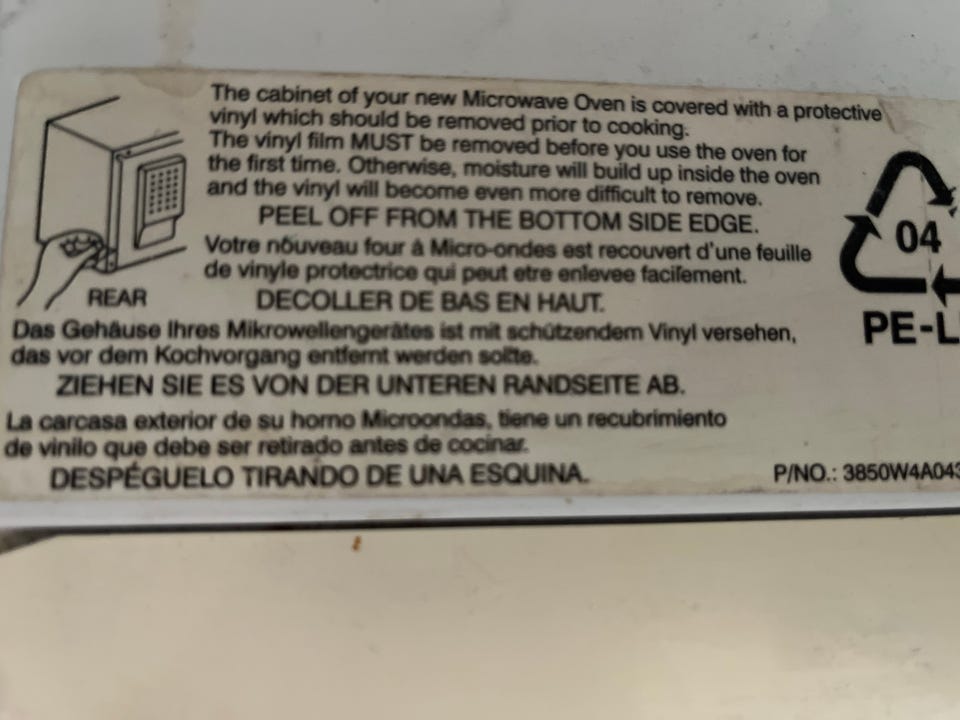 The cabinet of your new Microwave Oven is covered with a protective
vinyl which should be removed prior to cooking.
The vinyl film MUST be removed before you use the oven for
the first time. Otherwise, moisture will build up inside the oven
and the vinyl will become even more difficult to remove.
PEEL OFF FROM THE BOTTOM SIDE EDGE.
Votre nôuveau four á Micro-ondes est recouvert d'une feuille
de vinyle protectrice qui peut etre enlevee facilement.
REAR
DECOLLER DE BAS EN HAUT.
Das Gehäuse Ihres Mikrowellengerätes ist mit schützendem Vinyl versehen,
das vor dem Kochvorgang entfernt werden sollte.
ZIEHEN SIE ES VON DER UNTEREN RANDSEITE AB.
La carcasa exterior de su horno Microondas, tiene un recubrimiento
de vinilo que debe ser retirado antes de cocinar.
DESPÉGUELO TIRANDO DE UNA ESQUINA.
04
PE-L
P/NO.: 3850W4A043